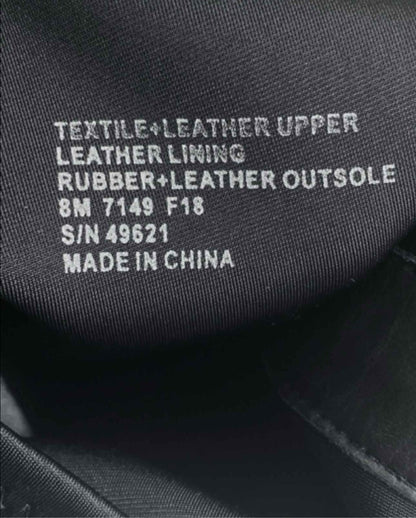 TEXTILE+LEATHER UPPER
LEATHER LINING
RUBBER+LEATHER OUTSOLE
8M 7149 F18
S/N 49621
MADE IN CHINA